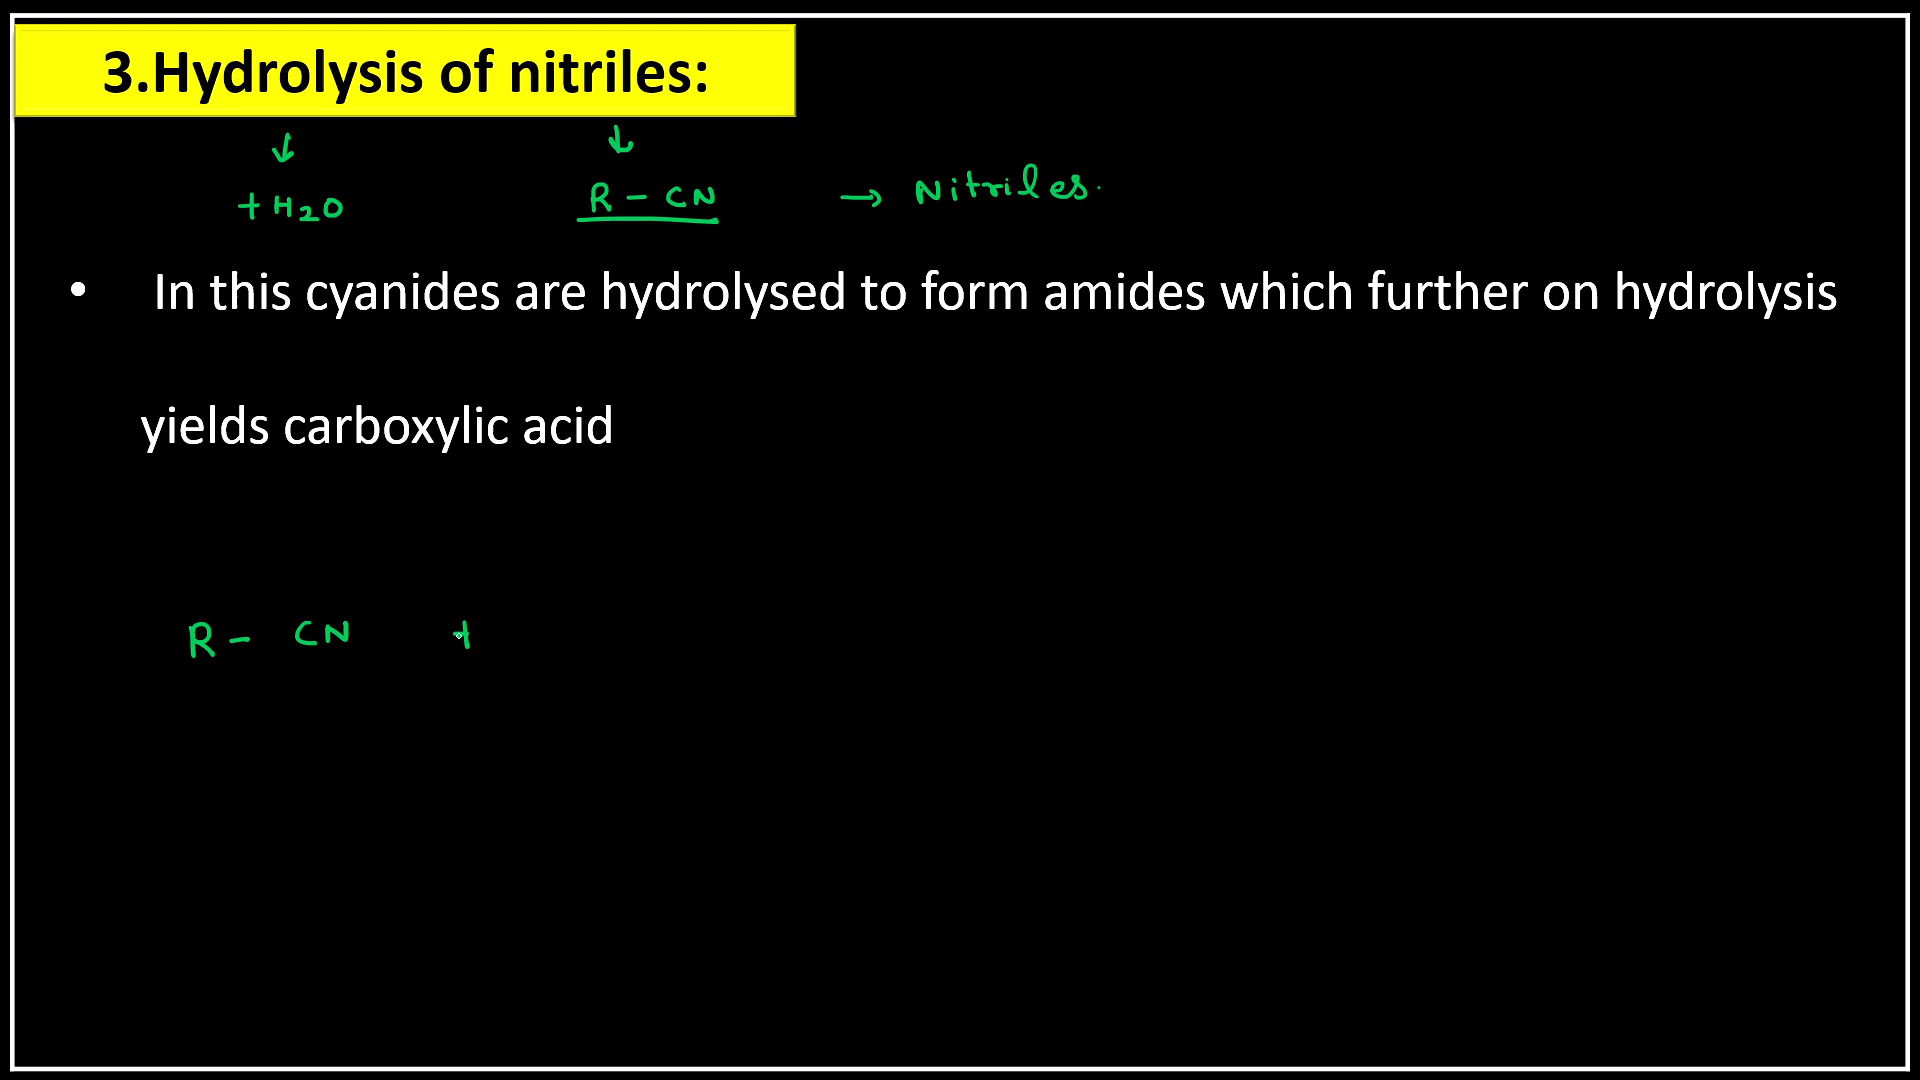 3.Hydrolysis of nitriles:
↓ ↓
+ H2O R - CN → Nitriles.
• In this cyanides are hydrolysed to form amides which further on hydrolysis
yields carboxylic acid
R - CN +